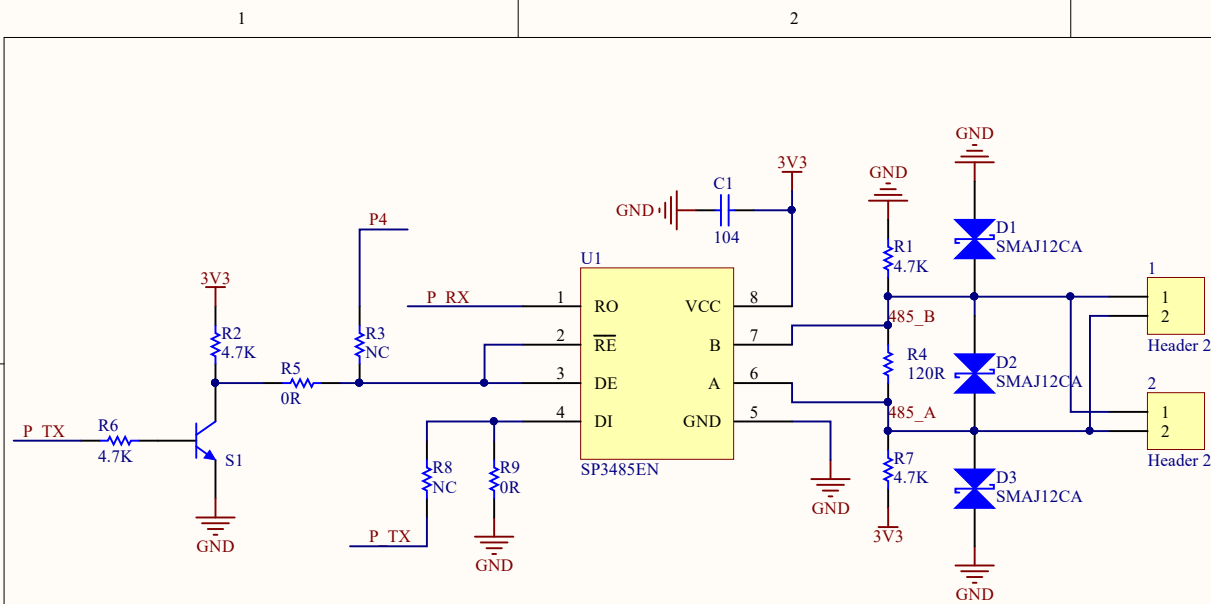 1
2
GND
3V3
GND
C1
P4
GND
104
D1
SMAJ12CA
R1
4.7K
U1
1
3V3
P_RX
1
RO
VCC
8
1
2
485_B
R2
4.7K
R3
NC
2
RE
B
7
Header 2
R4
120R
D2
SMAJ12CA
R5
0R
3
DE
A
6
2
485_A
1
2
P_TX
R6
4.7K
4
DI
GND
5
S1
SP3485EN
Header 2
R8
NC
R9
0R
R7
4.7K
D3
SMAJ12CA
GND
P_TX
3V3
GND
GND
GND